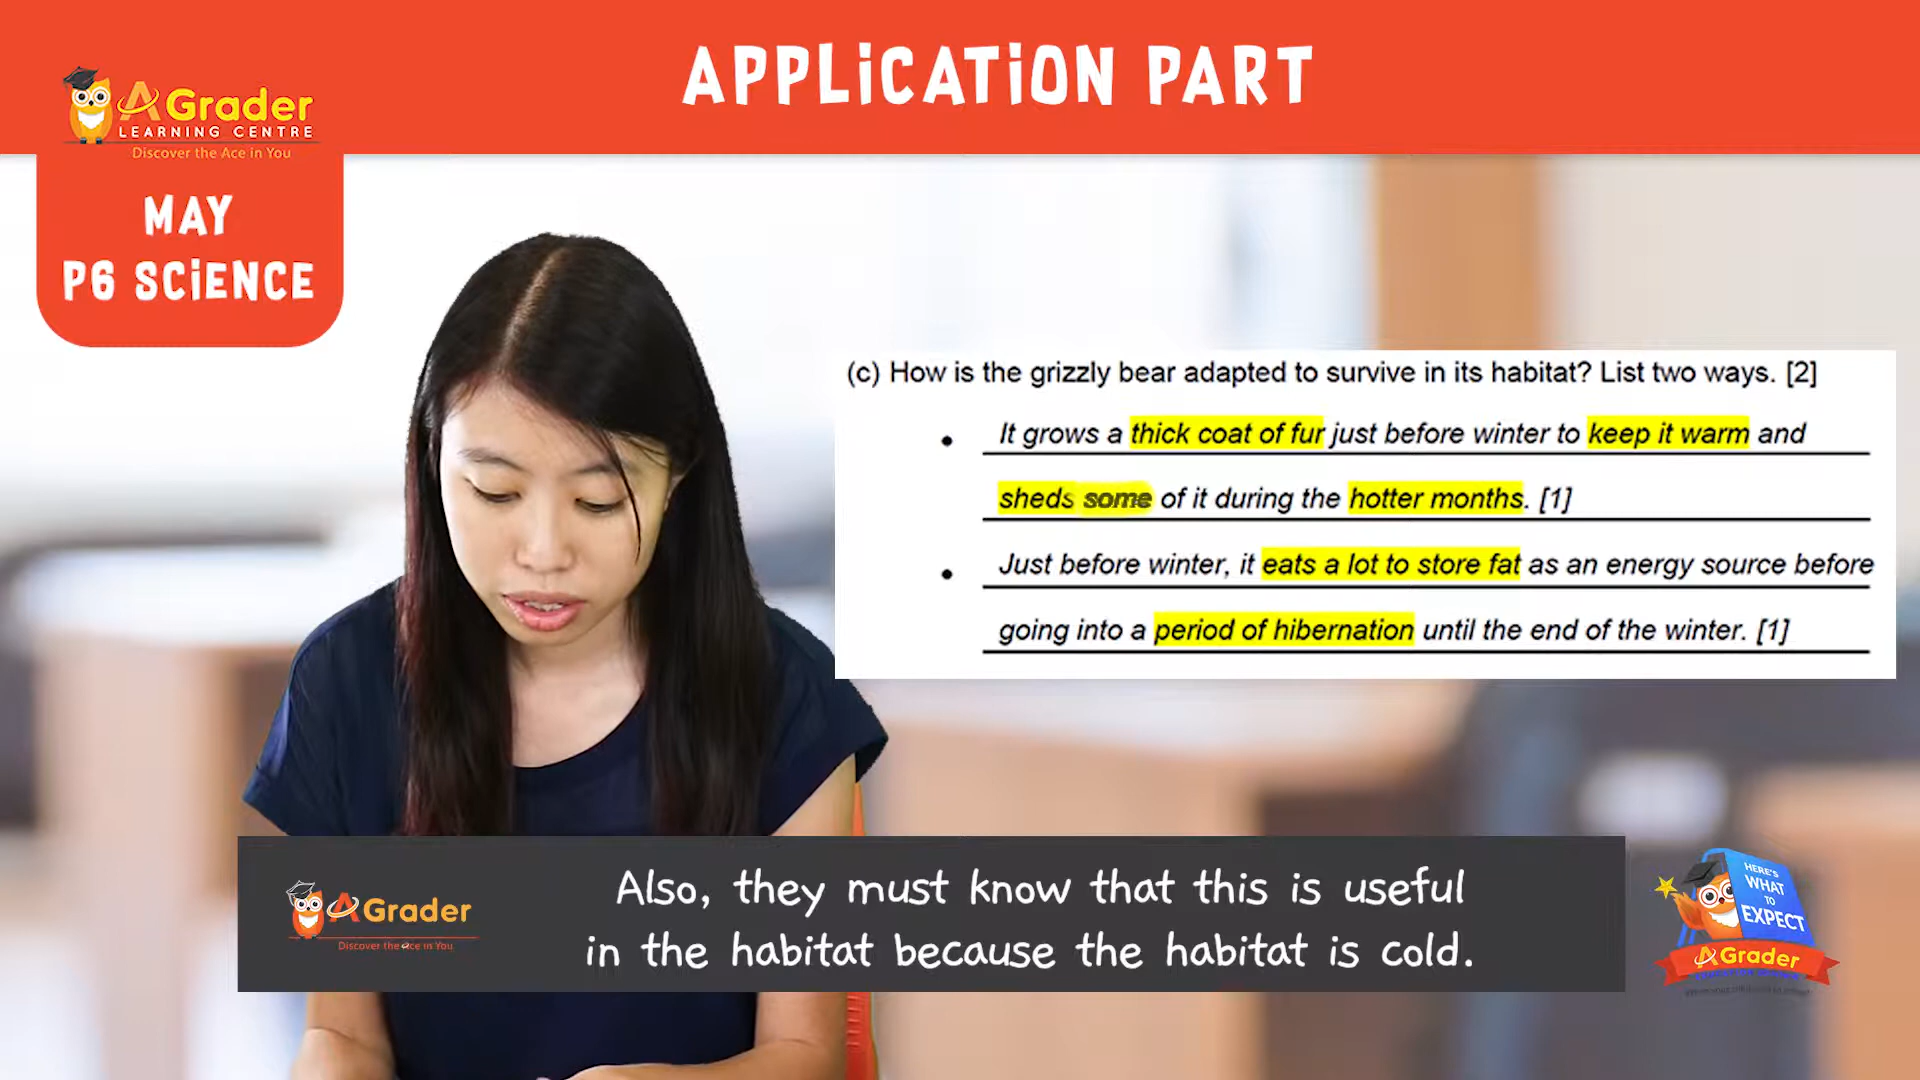 APPLiCATiON PART
A Grader
LEARNING CENTRE
Discover the Ace in You
MAY
P6 SCiENCE
(c) How is the grizzly bear adapted to survive in its habitat? List two ways. [2]
• It grows a thick coat of fur just before winter to keep it warm and
sheds some of it during the hotter months. [1]
• Just before winter, it eats a lot to store fat as an energy source before
going into a period of hibernation until the end of the winter. [1]
Also, they must know that this is useful
in the habitat because the habitat is cold.
A Grader
Discover the Ace in You
HERE'S
WHAT
TO
EXPECT
A Grader